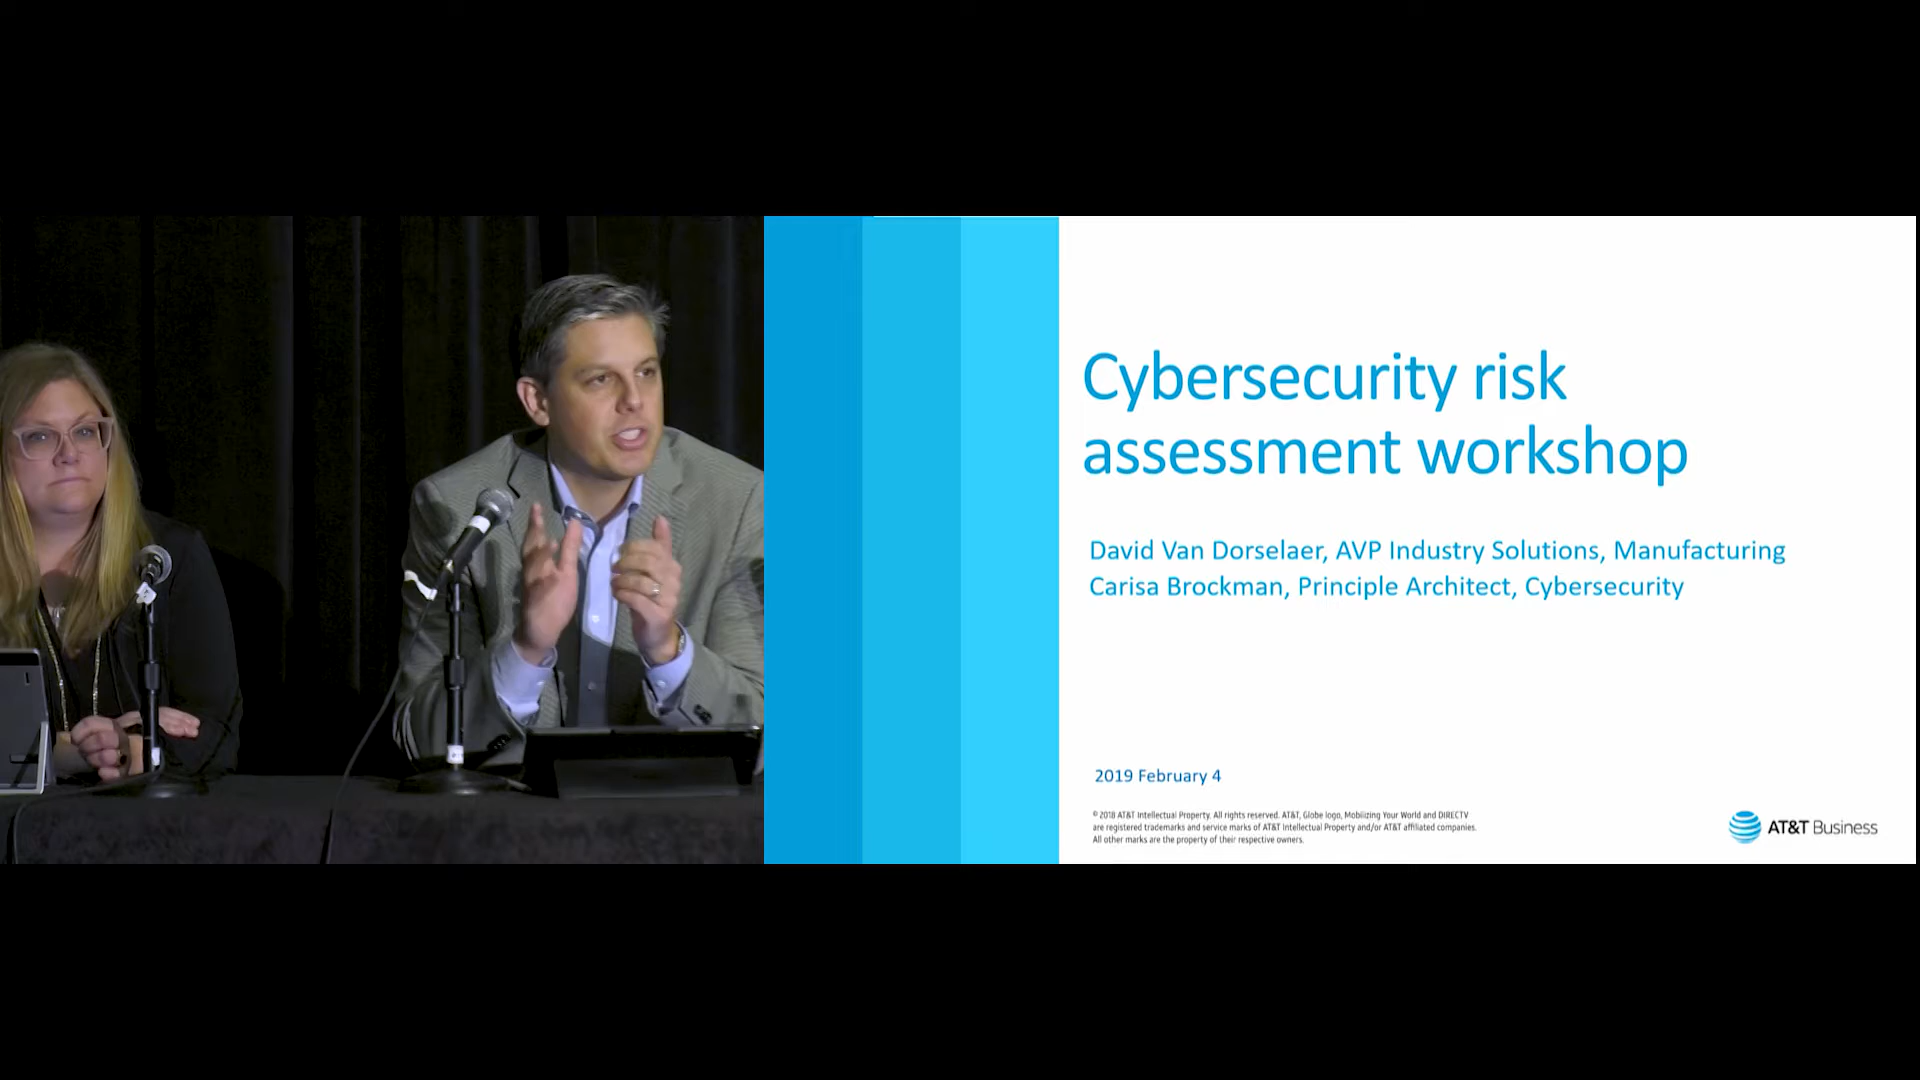 Cybersecurity risk
assessment workshop
David Van Dorselaer, AVP Industry Solutions, Manufacturing
Carisa Brockman, Principle Architect, Cybersecurity
2019 February 4
© 2018 AT&T Intellectual Property. All rights reserved. AT&T, Globe logo, Mobilizing Your World and DIRECTV
are registered trademarks and service marks of AT&T Intellectual Property and/or AT&T affiliated companies.
All other marks are the property of their respective owners.
AT&T Business